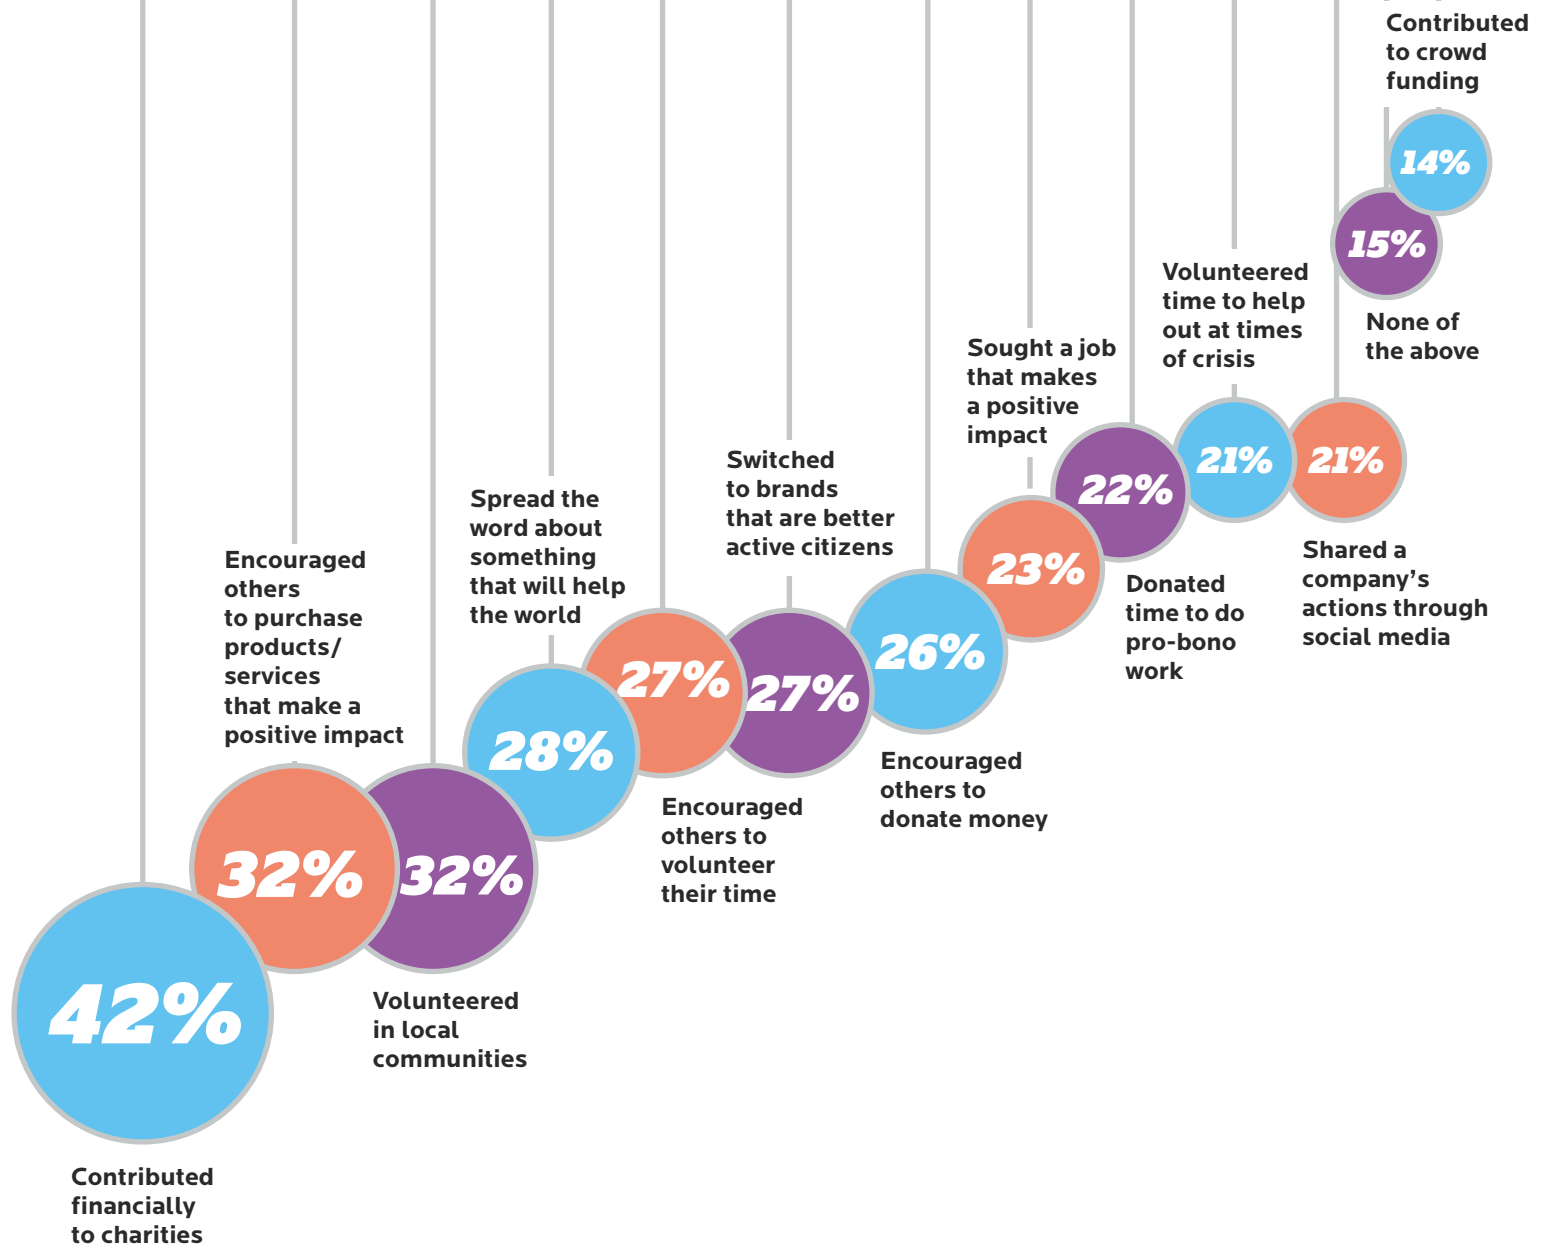 42%
Contributed
financially
to charities
Encouraged
others
to purchase
products/
services
that make a
positive impact
32%
32%
Volunteered
in local
communities
Spread the
word about
something
that will help
the world
28%
27%
Encouraged
others to
volunteer
their time
Switched
to brands
that are better
active citizens
27%
26%
Encouraged
others to
donate money
Sought a job
that makes
a positive
impact
23%
22%
Donated
time to do
pro-bono
work
Volunteered
time to help
out at times
of crisis
21%
21%
Shared a
company’s
actions through
social media
15%
None of
the above
Contributed
to crowd
funding
14%